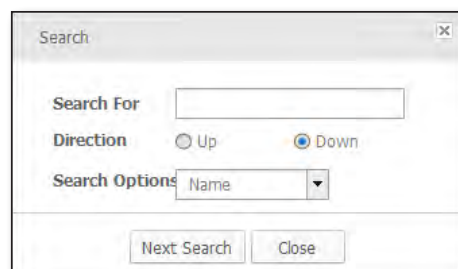 Search
Search For
Direction Up Down
Search Options Name
Next Search Close